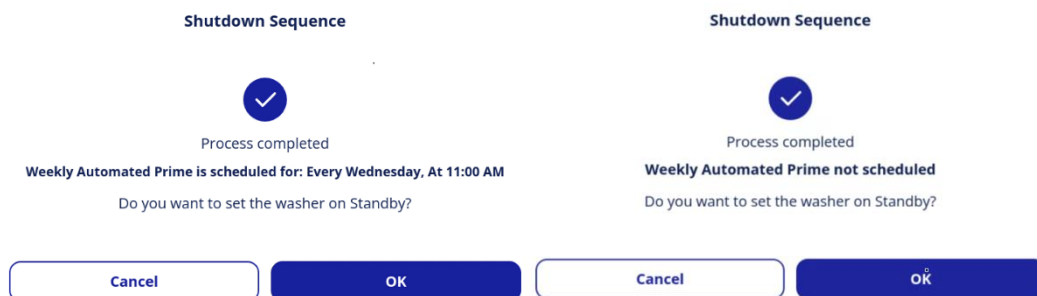 Shutdown Sequence
Process completed
Weekly Automated Prime is scheduled for: Every Wednesday, At 11:00 AM
Do you want to set the washer on Standby?
Cancel
OK
Shutdown Sequence
Process completed
Weekly Automated Prime not scheduled
Do you want to set the washer on Standby?
Cancel
OK